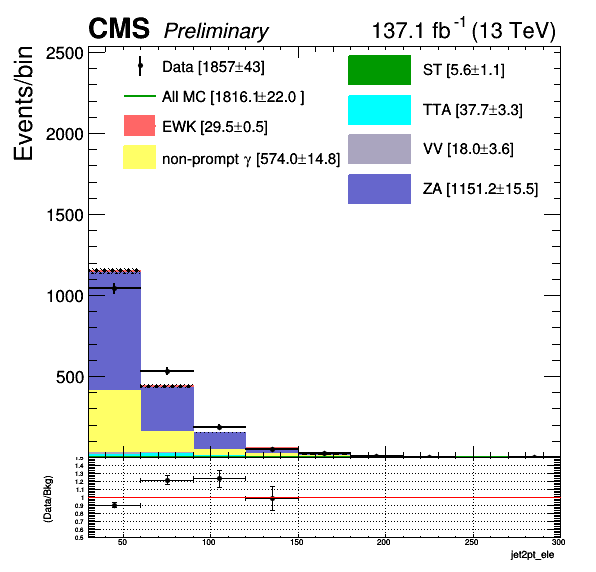 CMS Preliminary 137.1 fb⁻¹ (13 TeV)
Events/bin
2500
2000
1500
1000
500
Data [1857±43]
All MC [1816.1±22.0 ]
EWK [29.5±0.5]
non-prompt γ [574.0±14.8]
ST [5.6±1.1]
TTA [37.7±3.3]
VV [18.0±3.6]
ZA [1151.2±15.5]
(Data/Bkg)
1.5
1.4
1.3
1.2
1.1
1
0.9
0.8
0.7
0.6
0.5
50 100 150 200 250 300
jet2pt_ele